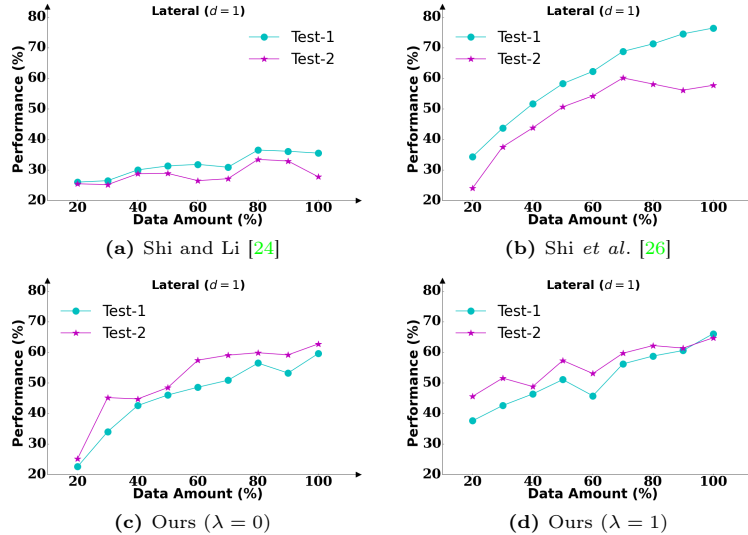 Lateral (d = 1)
80
70
60
50
40
30
20
Performance (%)
Test-1
Test-2
20 40 60 80 100
Data Amount (%)
(a) Shi and Li [24]
Lateral (d = 1)
80
70
60
50
40
30
20
Performance (%)
Test-1
Test-2
20 40 60 80 100
Data Amount (%)
(b) Shi et al. [26]
Lateral (d = 1)
80
70
60
50
40
30
20
Performance (%)
Test-1
Test-2
20 40 60 80 100
Data Amount (%)
(c) Ours (λ = 0)
Lateral (d = 1)
80
70
60
50
40
30
20
Performance (%)
Test-1
Test-2
20 40 60 80 100
Data Amount (%)
(d) Ours (λ = 1)